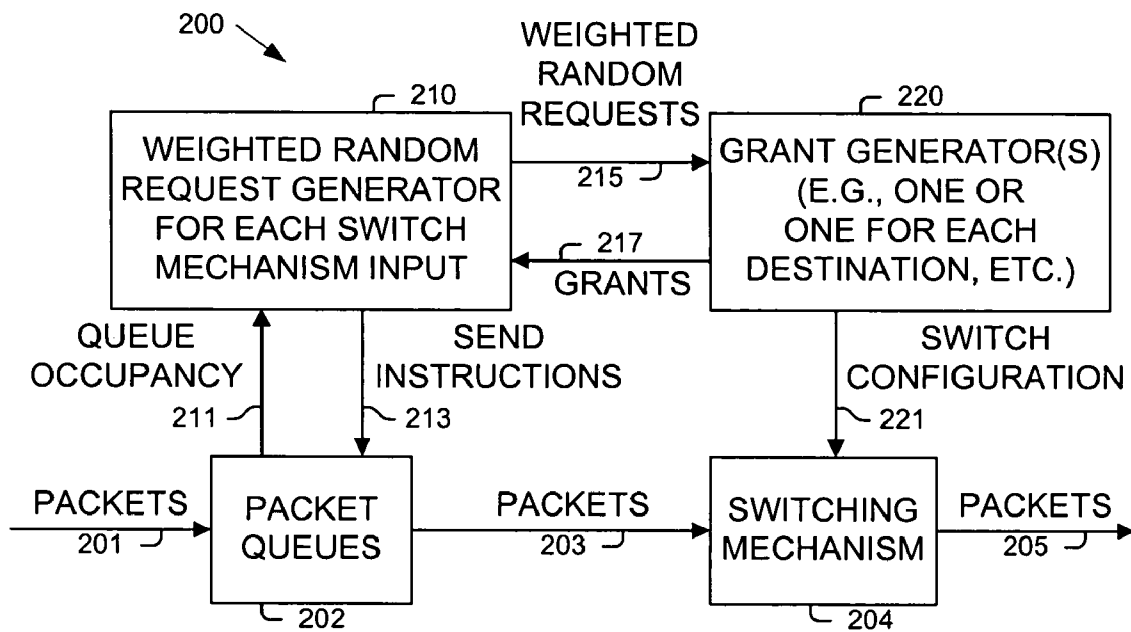 200
WEIGHTED
RANDOM
REQUESTS
210
220
WEIGHTED RANDOM
REQUEST GENERATOR
FOR EACH SWITCH
MECHANISM INPUT
215
217
GRANTS
GRANT GENERATOR(S)
(E.G., ONE OR
ONE FOR EACH
DESTINATION, ETC.)
QUEUE
OCCUPANCY
211
SEND
INSTRUCTIONS
213
SWITCH
CONFIGURATION
221
PACKETS
201
PACKET
QUEUES
202
PACKETS
203
SWITCHING
MECHANISM
204
PACKETS
205